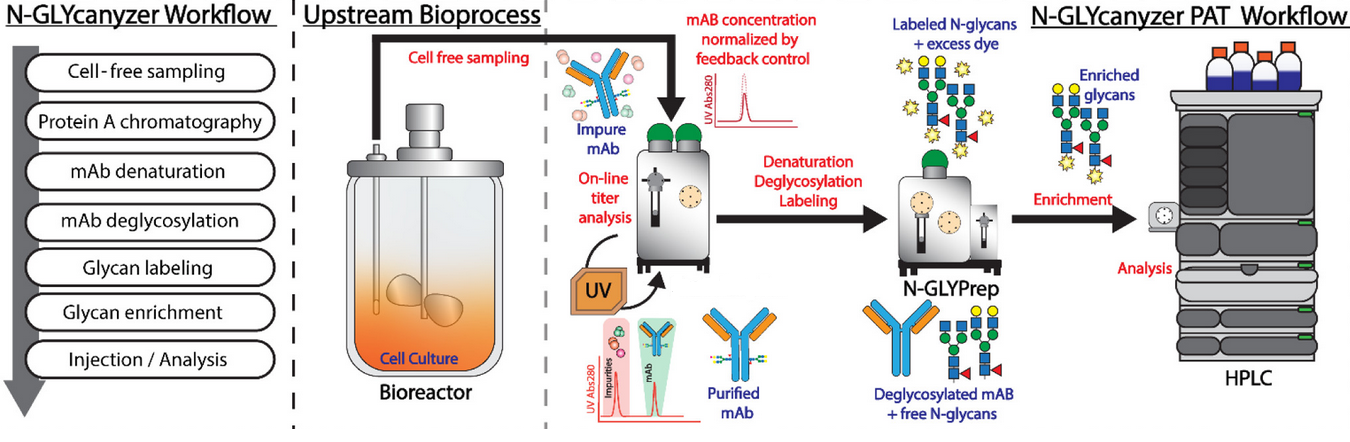 N-GLYcanyzer Workflow
Cell-free sampling
Protein A chromatography
mAb denaturation
mAb deglycosylation
Glycan labeling
Glycan enrichment
Injection / Analysis
Upstream Bioprocess
Cell free sampling
Cell Culture
Bioreactor
N-GLYcanyzer PAT Workflow
Impure
mAb
mAB concentration
normalized by
feedback control
UV Abs280
On-line
titer
analysis
UV
UV Abs280
Impurities
mAb
Purified
mAb
Denaturation
Deglycosylation
Labeling
Labeled N-glycans
+ excess dye
N-GLYPrep
Deglycosylated mAB
+ free N-glycans
Enriched
glycans
Enrichment
Analysis
HPLC